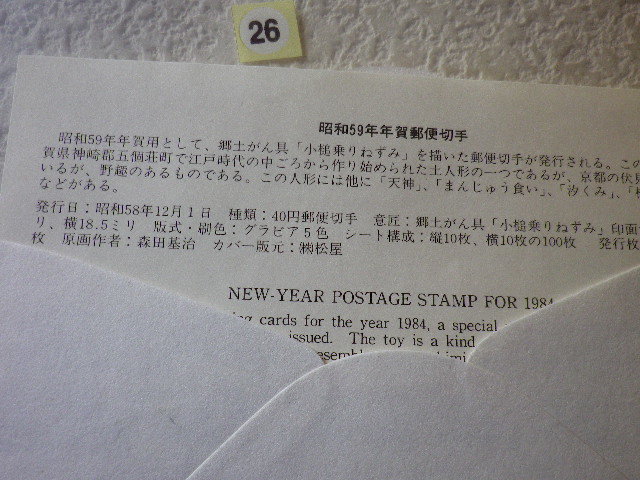 26
昭和59年年賀郵便切手
昭和59年年賀用として、郷土がん具「小槌乗りねずみ」を描いた郵便切手が発行される。この
賀県神崎郡五個荘町で江戸時代の中ごろから作り始められた土人形の一つであるが、京都の伏見
いるが、野趣のあるものである。この人形には他に「天神」、「まんじゅう食い」、「汐くみ」、
などがある。
発行日：昭和58年12月1日 種類：40円郵便切手 意匠：郷土がん具「小槌乗りねずみ」印面
リ、横18.5ミリ 版式・刷色：グラビア5色 シート構成：縦10枚、横10枚の100枚 発行枚
枚 原画作者：森田基治 カバー版元：㈱松屋
NEW-YEAR POSTAGE STAMP FOR 1984
cards for the year 1984, a special
issued. The toy is a kind